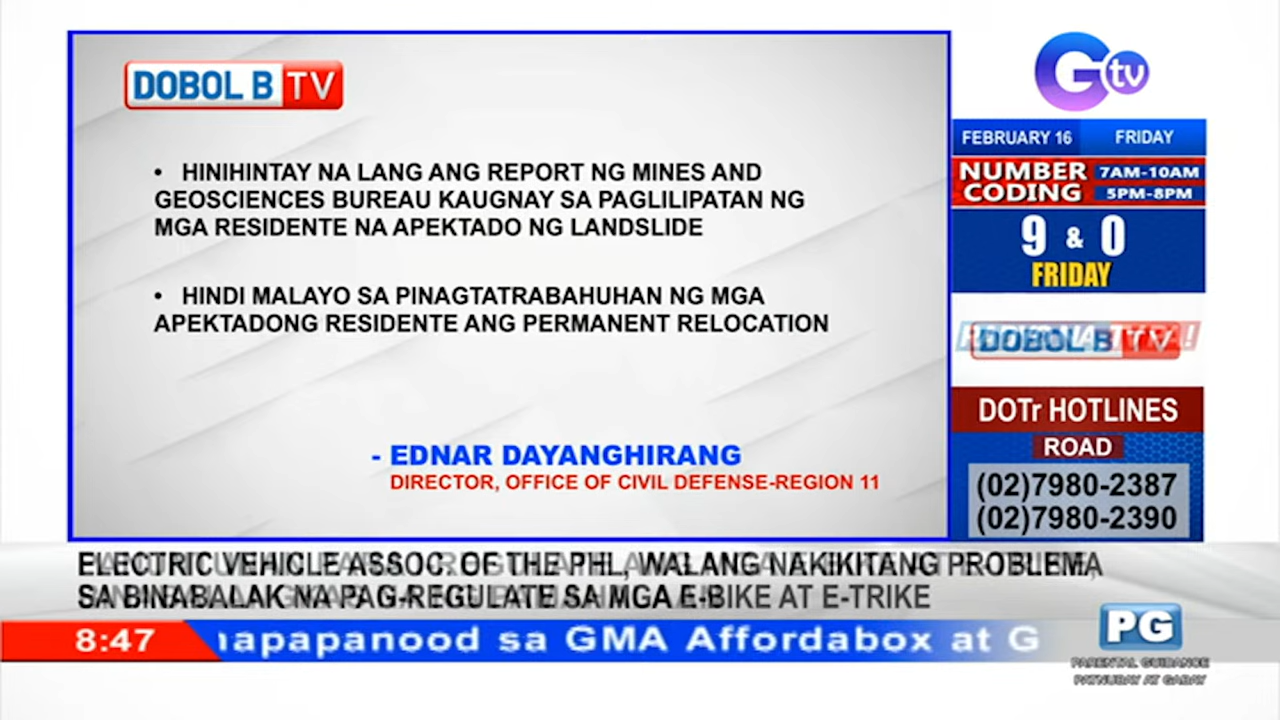 DOBOL B TV
• HINIHINTAY NA LANG ANG REPORT NG MINES AND
GEOSCIENCES BUREAU KAUGNAY SA PAGLILIPATAN NG
MGA RESIDENTE NA APEKTADO NG LANDSLIDE
• HINDI MALAYO SA PINAGTATRABAHUHAN NG MGA
APEKTADONG RESIDENTE ANG PERMANENT RELOCATION
- EDNAR DAYANGHIRANG
DIRECTOR, OFFICE OF CIVIL DEFENSE-REGION 11
Gtv
FEBRUARY 16 FRIDAY
NUMBER CODING
7AM-10AM
5PM-8PM
9 & 0
FRIDAY
DOBOL B TV
DOTr HOTLINES
ROAD
(02)7980-2387
(02)7980-2390
ELECTRIC VEHICLE ASSOC. OF THE PHL, WALANG NAKIKITANG PROBLEMA
SA BINABALAK NA PAG-REGULATE SA MGA E-BIKE AT E-TRIKE
8:47
napapanood sa GMA Affordabox at G
PG
PARENTAL GUIDANCE
PATNUBAY AT GABAY